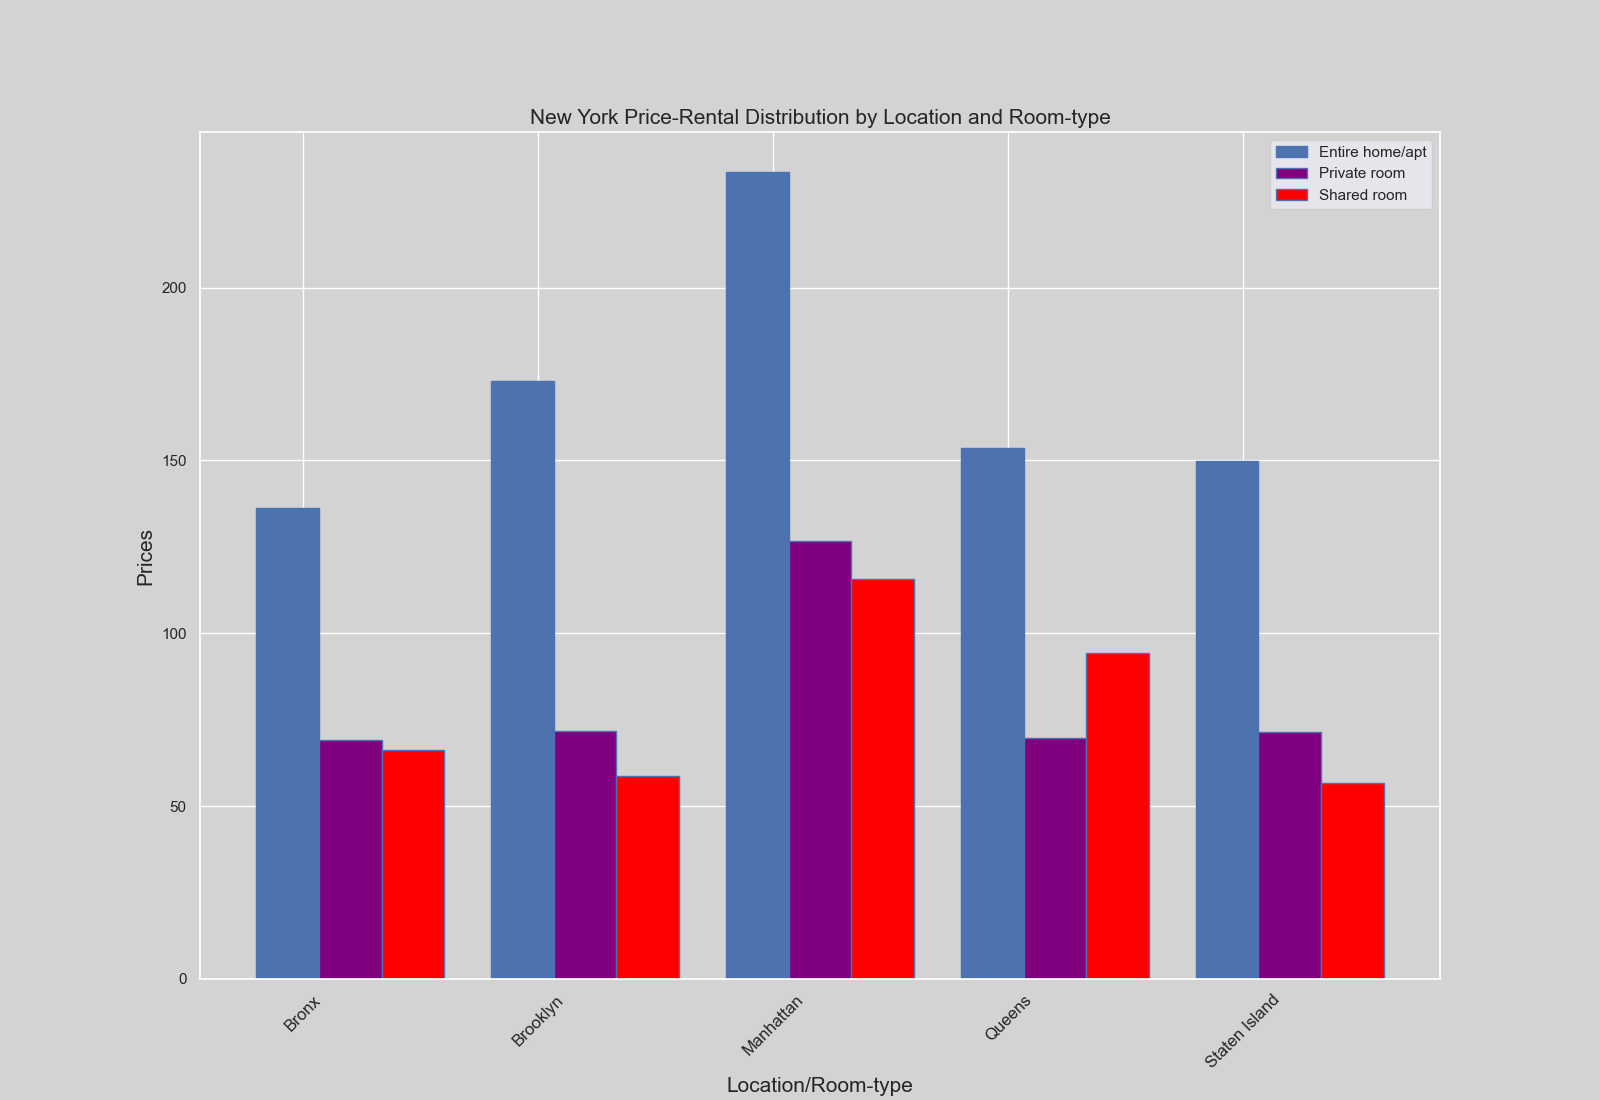 New York Price-Rental Distribution by Location and Room-type
Entire home/apt
Private room
Shared room
200
150
100
50
0
Prices
Bronx
Brooklyn
Manhattan
Queens
Staten Island
Location/Room-type